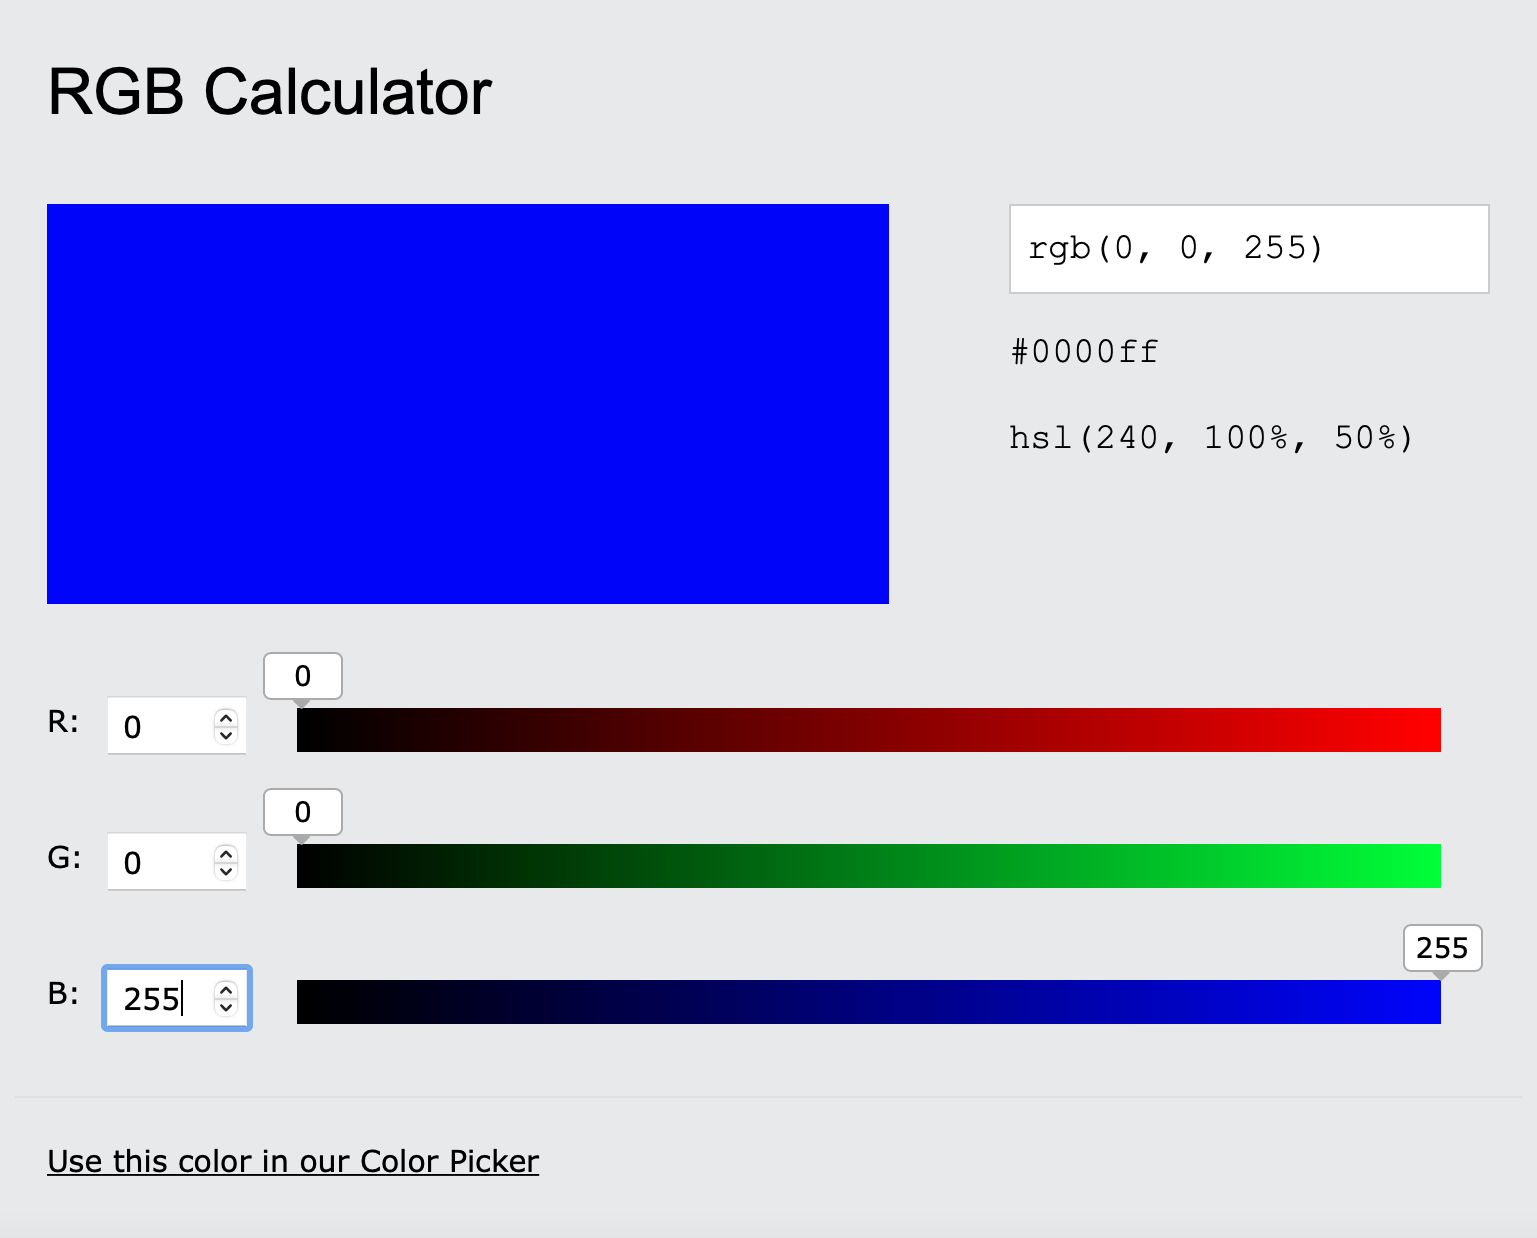 RGB Calculator
rgb(0, 0, 255)
#0000ff
hsl(240, 100%, 50%)
0
R: 0
0
G: 0
255
B: 255
Use this color in our Color Picker